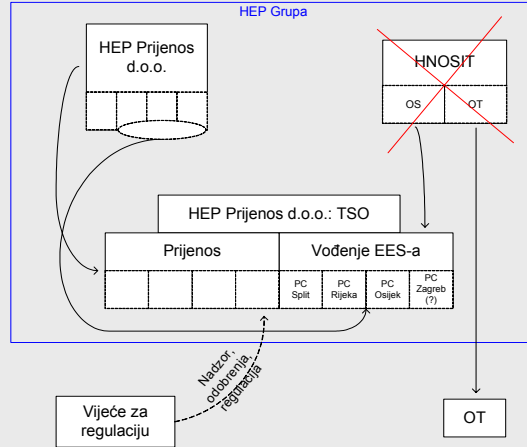 HEP Grupa
HEP Prijenos
d.o.o.
HNOSIT
OS
OT
HEP Prijenos d.o.o.: TSO
Prijenos
Vođenje EES-a
PC
Split
PC
Rijeka
PC
Osijek
PC
Zagreb
(?)
Nadzor,
odobrenja,
regulacija
Vijeće za
regulaciju
OT